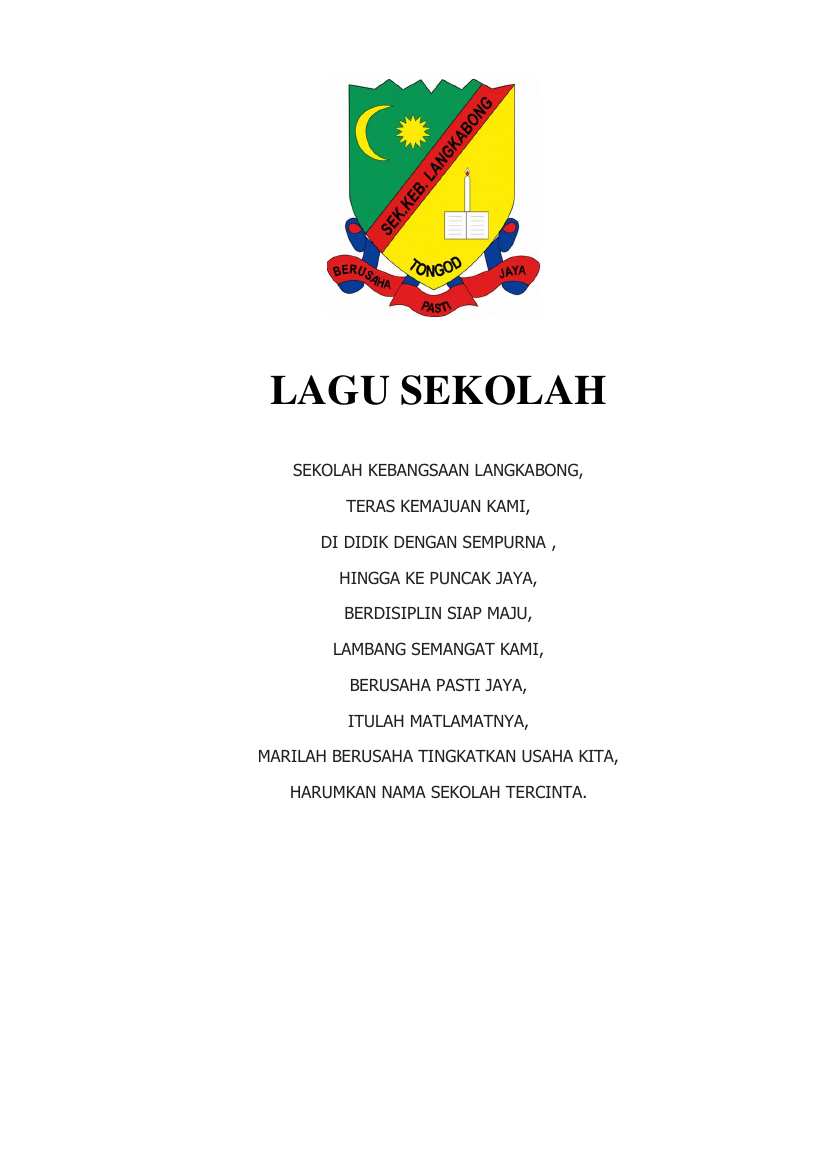 SEK.KEB. LANGKABONG
TONGOD
BERUSAHA PASTI JAYA
LAGU SEKOLAH
SEKOLAH KEBANGSAAN LANGKABONG,
TERAS KEMAJUAN KAMI,
DI DIDIK DENGAN SEMPURNA ,
HINGGA KE PUNCAK JAYA,
BERDISIPLIN SIAP MAJU,
LAMBANG SEMANGAT KAMI,
BERUSAHA PASTI JAYA,
ITULAH MATLAMATNYA,
MARILAH BERUSAHA TINGKATKAN USAHA KITA,
HARUMKAN NAMA SEKOLAH TERCINTA.